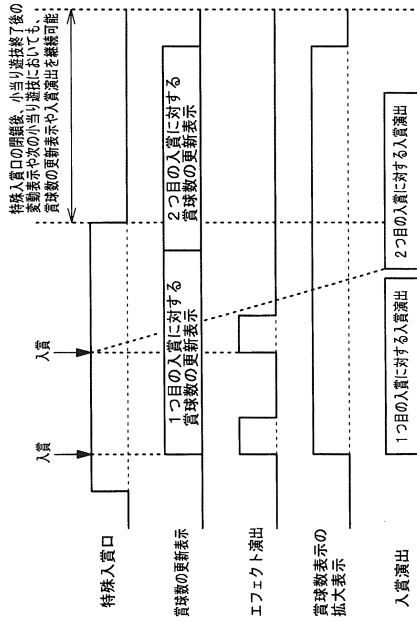 特殊入賞口の閉鎖後、小当り遊技終了後の
変動表示や次の小当り遊技においても、
賞球数の更新表示や入賞演出を継続可能
入賞
入賞
特殊入賞口
賞球数の更新表示
1つ目の入賞に対する
賞球数の更新表示
2つ目の入賞に対する
賞球数の更新表示
エフェクト演出
賞球数表示の
拡大表示
入賞演出
1つ目の入賞に対する入賞演出
2つ目の入賞に対する入賞演出